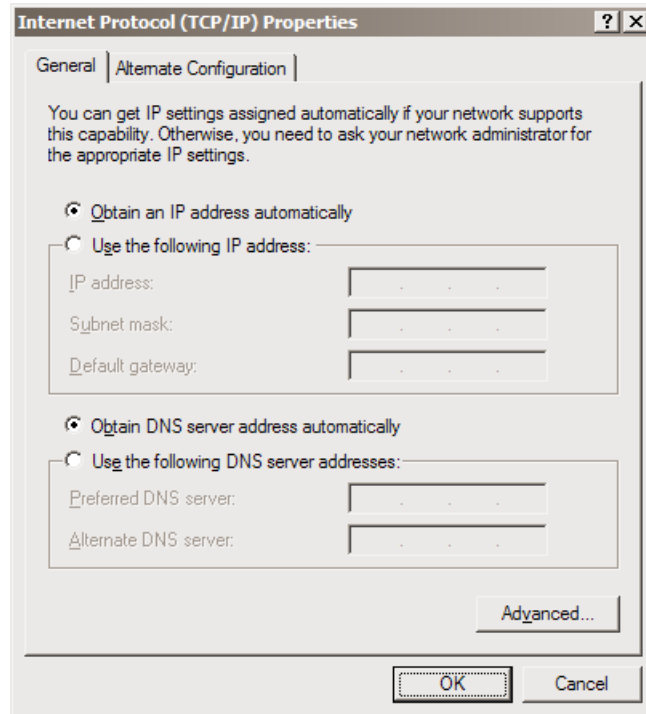 Internet Protocol (TCP/IP) Properties
General
Alternate Configuration
You can get IP settings assigned automatically if your network supports
this capability. Otherwise, you need to ask your network administrator for
the appropriate IP settings.
Obtain an IP address automatically
Use the following IP address:
IP address:
Subnet mask:
Default gateway:
Obtain DNS server address automatically
Use the following DNS server addresses:
Preferred DNS server:
Alternate DNS server:
Advanced...
OK
Cancel